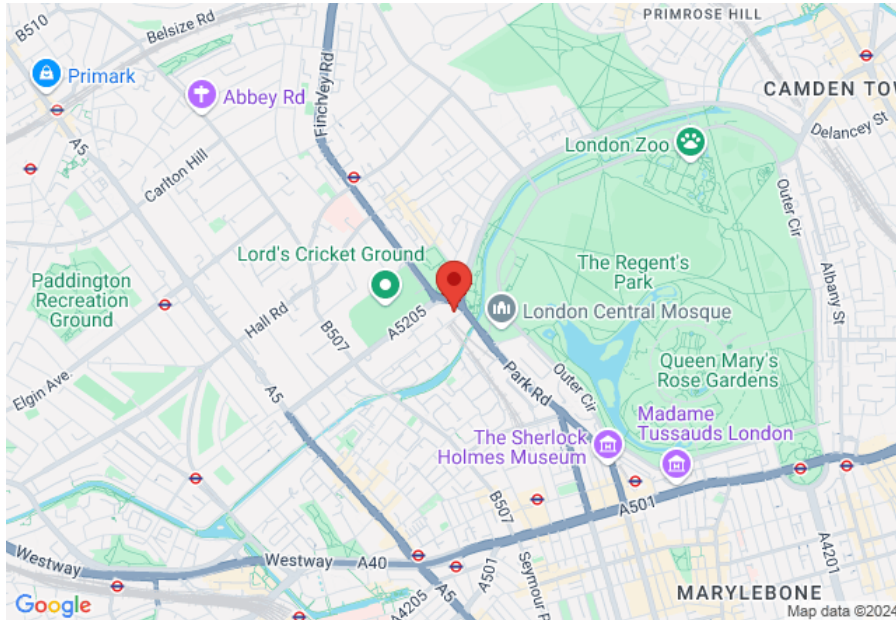 PRIMROSE HILL
B510
Belsize Rd
Primark
Abbey Rd
Finchley Rd
CAMDEN TOW
Delancey St
London Zoo
A5
Carlton Hill
Outer Cir
Lord's Cricket Ground
The Regent's
Park
Paddington
Recreation
Ground
Hall Rd
B507
A5205
London Central Mosque
Albany St
Elgin Ave.
A5
Park Rd
Outer Cir
Queen Mary's
Rose Gardens
Madame
Tussauds London
The Sherlock
Holmes Museum
B507
A501
Westway
Westway
A40
A501
Seymour P
A4201
A4205
A5
MARYLEBONE
Google
Map data ©2024